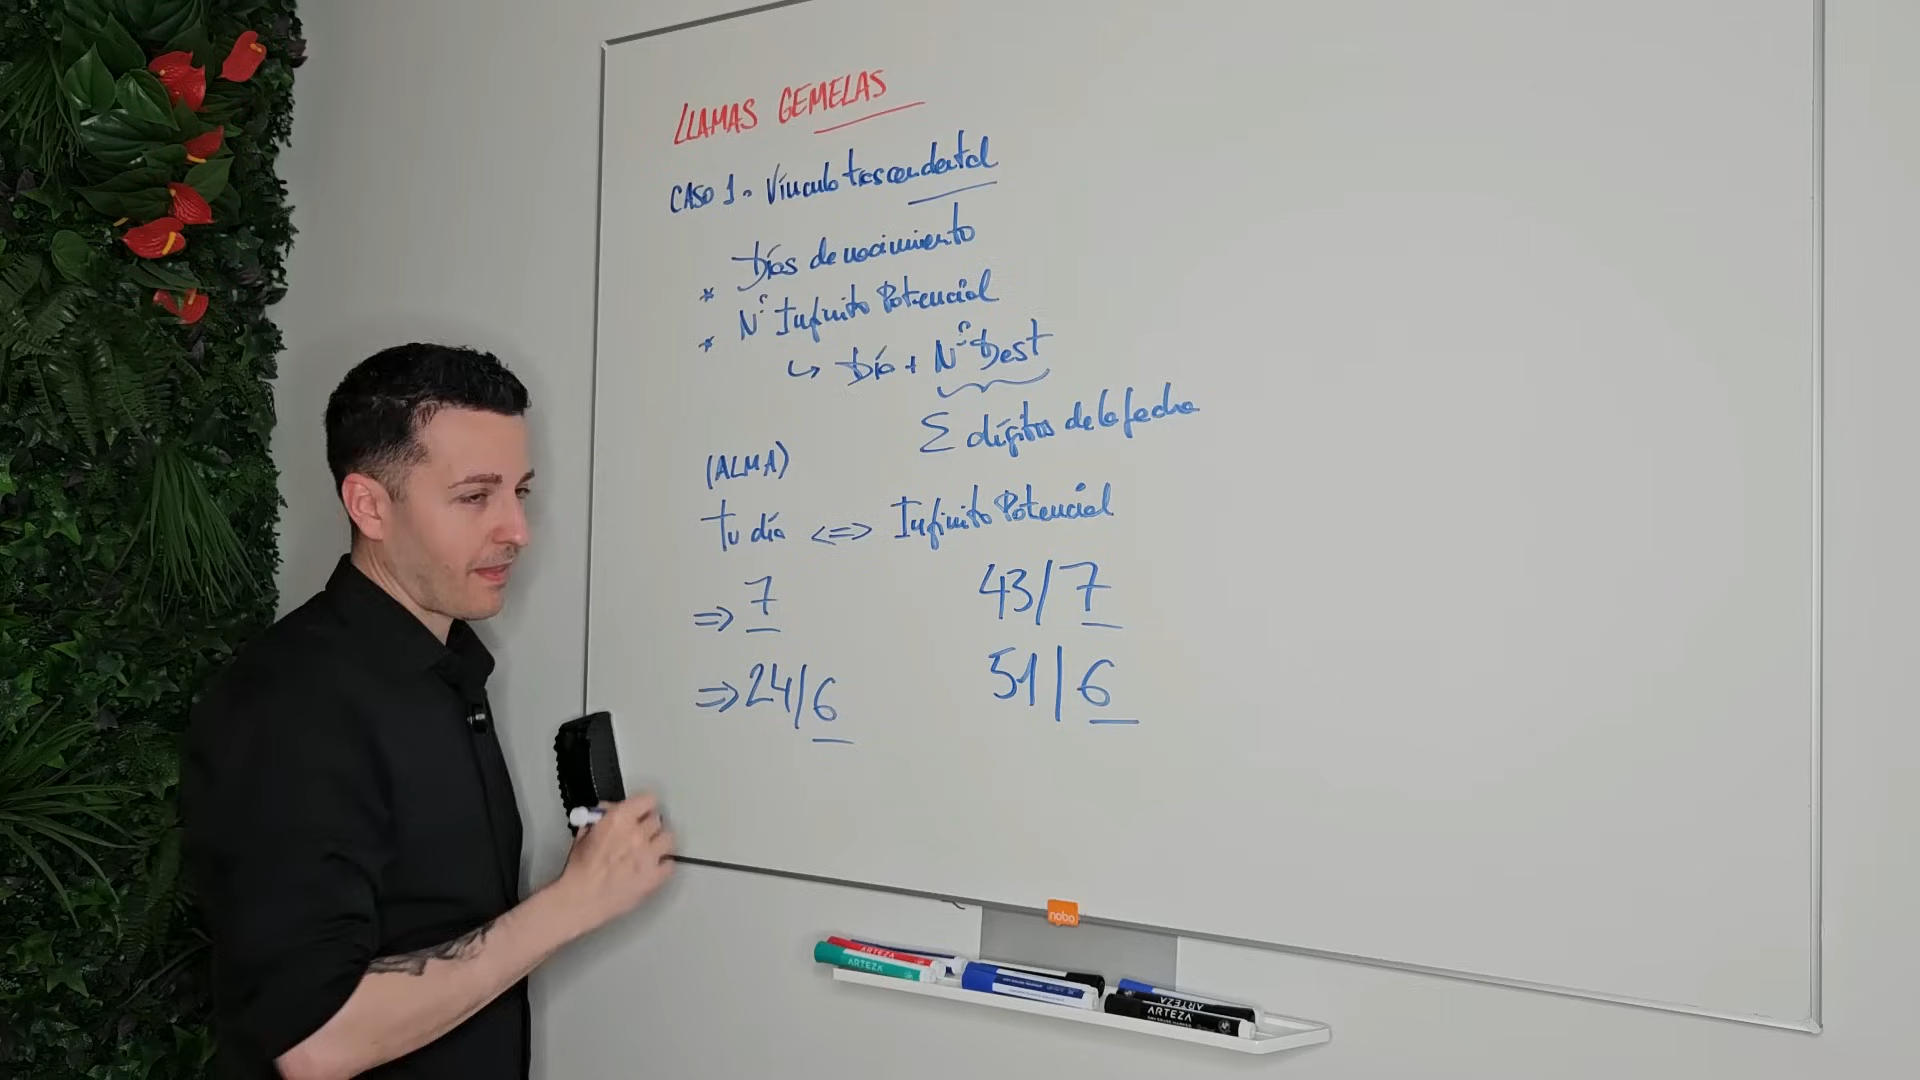 LLAMAS GEMELAS
CASO 1. Vínculo trascendental
* Días de nacimiento
* Nº Infinito Potencial
↳ Día + Nº Dest
Σ dígitos de la fecha
(ALMA)
Tu día <=> Infinito Potencial
=> 7 43/7
=> 24/6 51/6
nobo
ARTEZA
ARTEZA
ARTEZA
ARTEZA